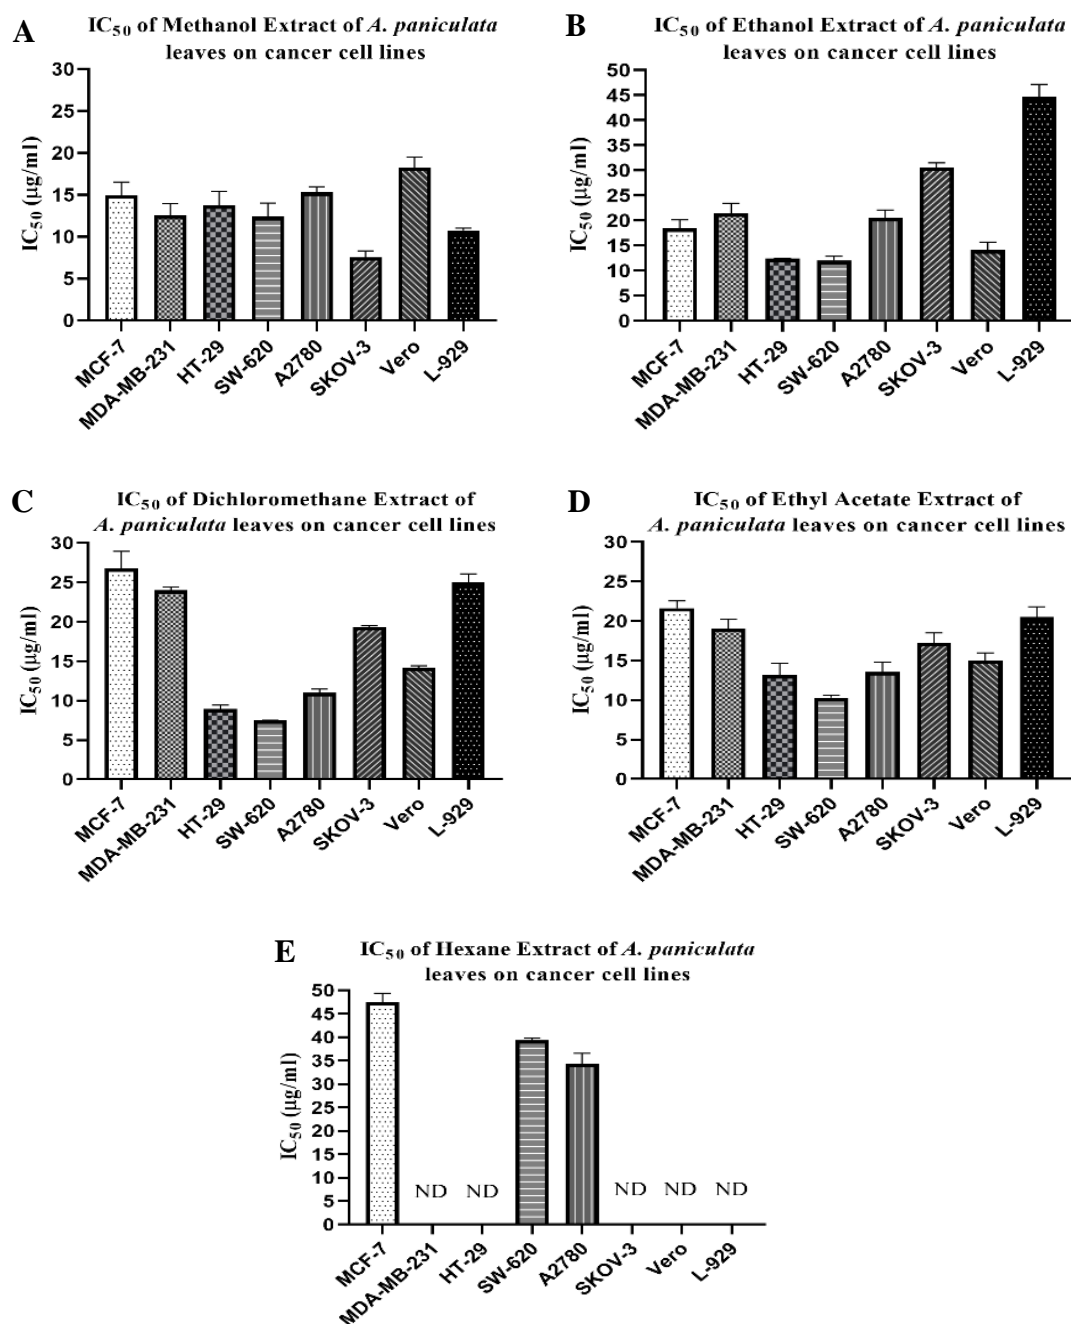 A
IC50 of Methanol Extract of A. paniculata
leaves on cancer cell lines
IC50 (μg/ml)
30
25
20
15
10
5
0
MCF-7
MDA-MB-231
HT-29
SW-620
A2780
SKOV-3
Vero
L-929
B
IC50 of Ethanol Extract of A. paniculata
leaves on cancer cell lines
IC50 (μg/ml)
50
45
40
35
30
25
20
15
10
5
0
MCF-7
MDA-MB-231
HT-29
SW-620
A2780
SKOV-3
Vero
L-929
C
IC50 of Dichloromethane Extract of
A. paniculata leaves on cancer cell lines
IC50 (μg/ml)
30
25
20
15
10
5
0
MCF-7
MDA-MB-231
HT-29
SW-620
A2780
SKOV-3
Vero
L-929
D
IC50 of Ethyl Acetate Extract of
A. paniculata leaves on cancer cell lines
IC50 (μg/ml)
30
25
20
15
10
5
0
MCF-7
MDA-MB-231
HT-29
SW-620
A2780
SKOV-3
Vero
L-929
E
IC50 of Hexane Extract of A. paniculata
leaves on cancer cell lines
IC50 (μg/ml)
50
45
40
35
30
25
20
15
10
5
0
ND ND ND ND ND
MCF-7
MDA-MB-231
HT-29
SW-620
A2780
SKOV-3
Vero
L-929